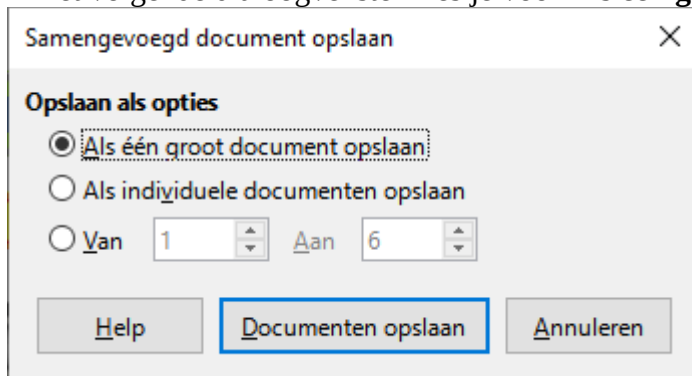 Samengevoegd document opslaan
Opslaan als opties
Als één groot document opslaan
Als individuele documenten opslaan
Van 1 Aan 6
Help Documenten opslaan Annuleren